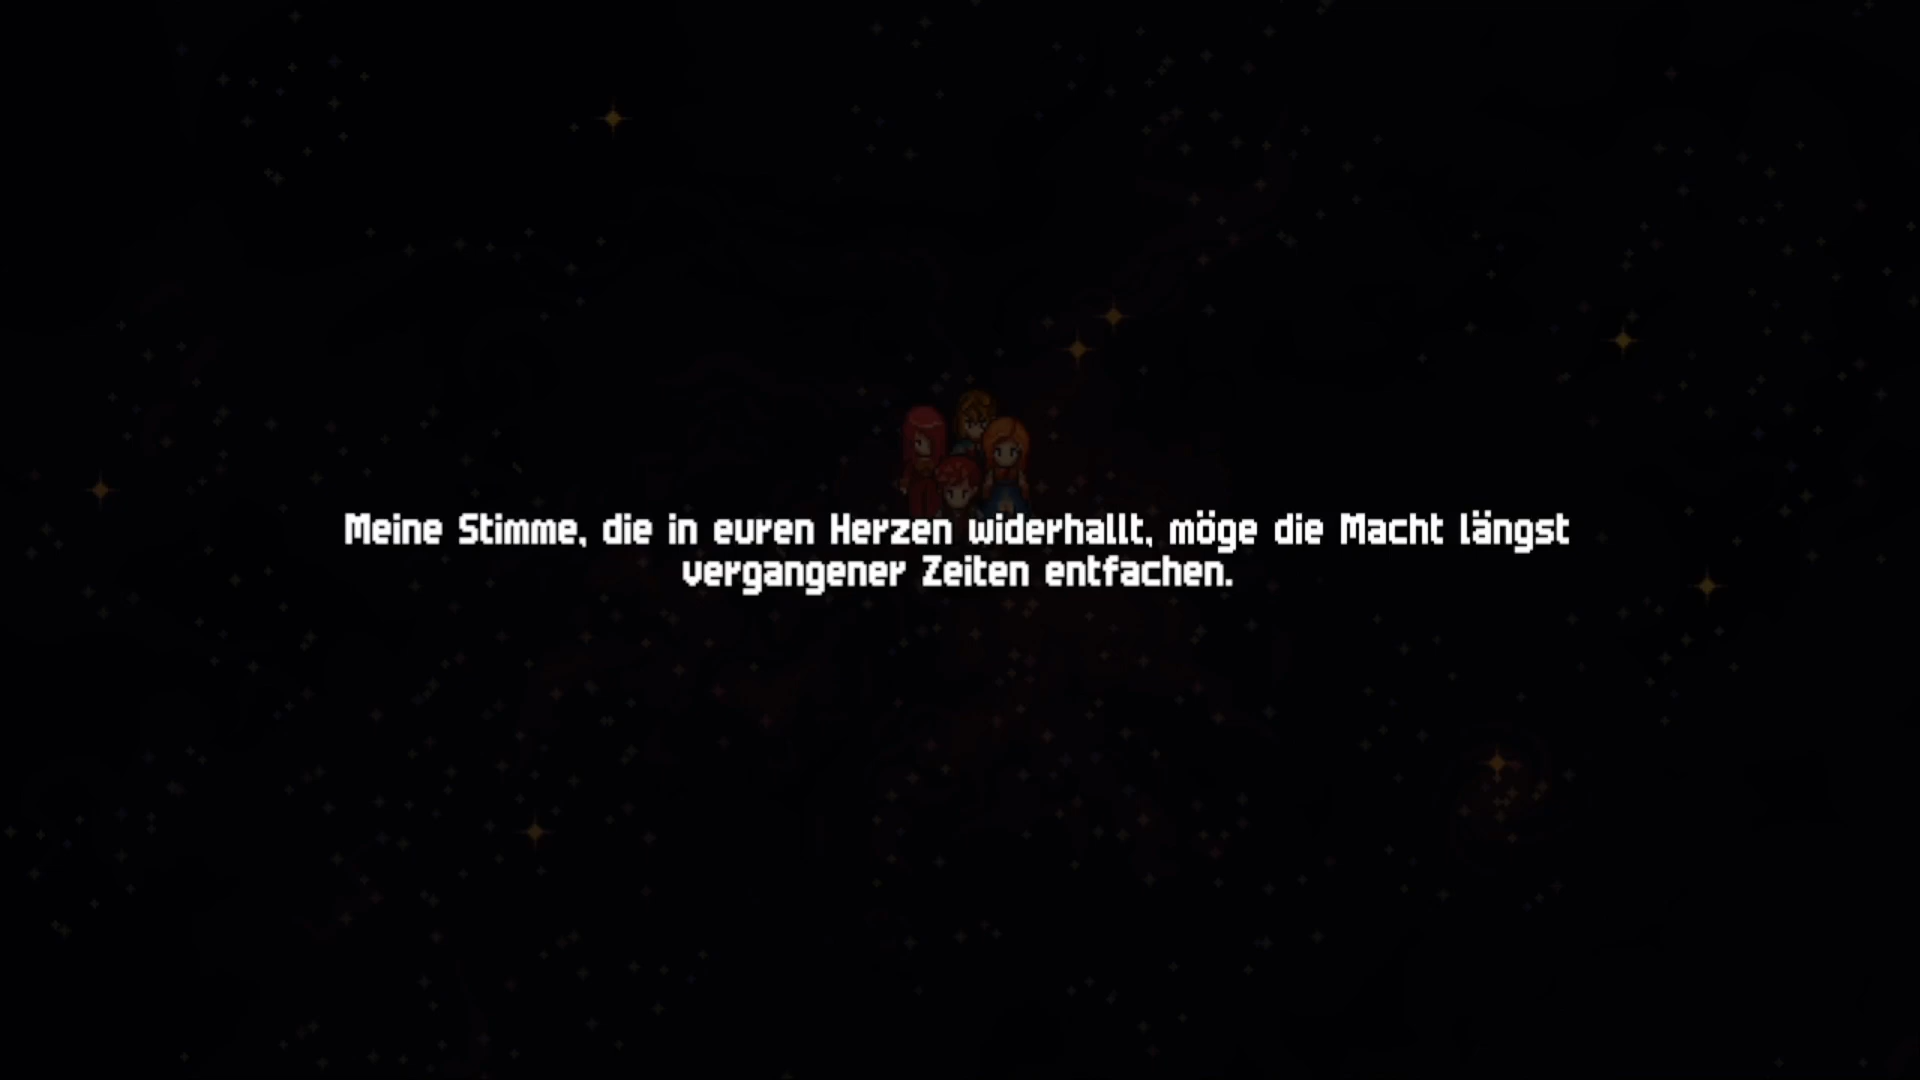 Meine Stimme, die in euren Herzen widerhallt, möge die Macht längst
vergangener Zeiten entfachen.